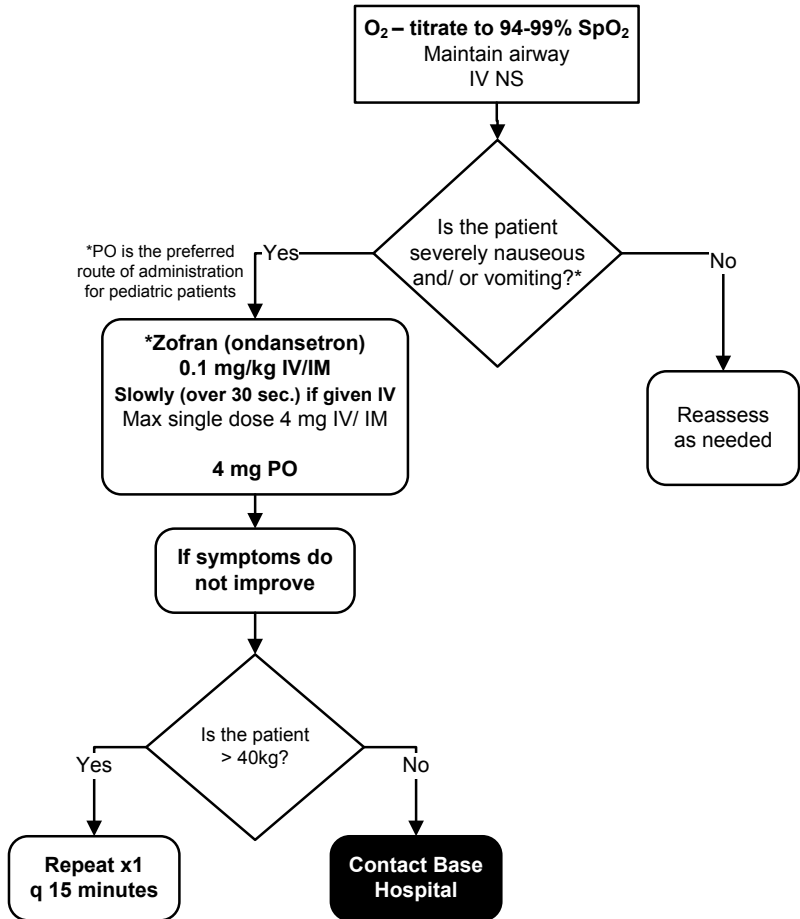 O₂ – titrate to 94-99% SpO₂
Maintain airway
IV NS
Is the patient
severely nauseous
and/ or vomiting?*
Yes
No
*PO is the preferred
route of administration
for pediatric patients
*Zofran (ondansetron)
0.1 mg/kg IV/IM
Slowly (over 30 sec.) if given IV
Max single dose 4 mg IV/ IM
4 mg PO
Reassess
as needed
If symptoms do
not improve
Is the patient
> 40kg?
Yes
No
Repeat x1
q 15 minutes
Contact Base
Hospital